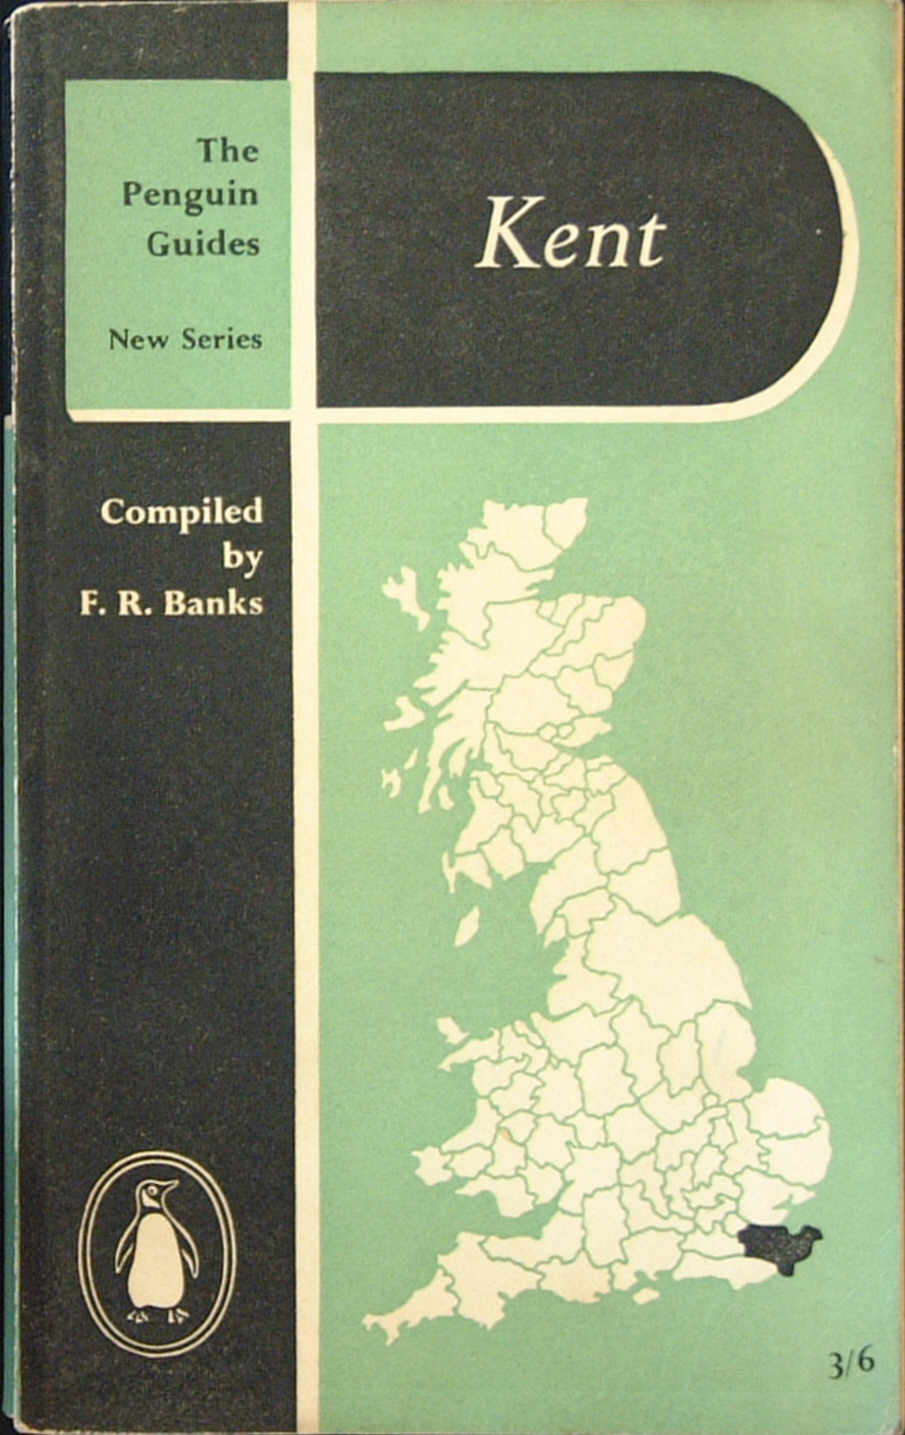 The
Penguin
Guides
New Series
Kent
Compiled
by
F. R. Banks
3/6